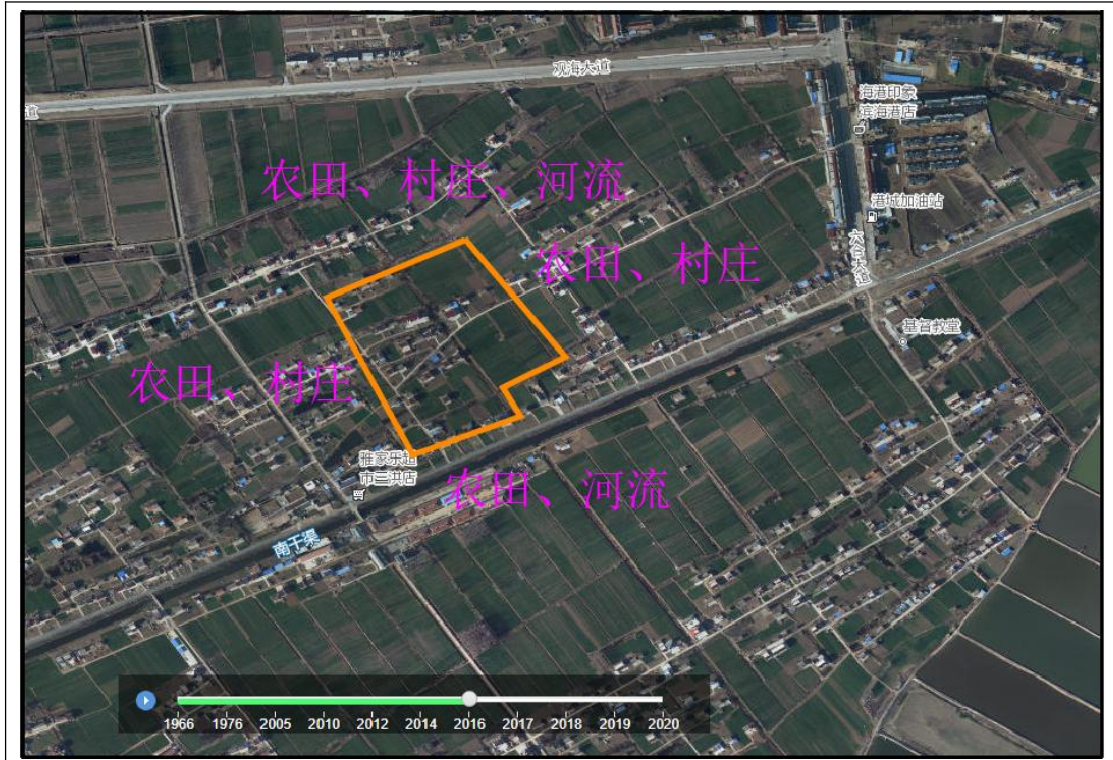 观海大道
道
海港印象
滨海港店
农田、村庄、河流
港城加油站
农田、村庄
六合大道
基督教堂
农田、村庄
雅家乐超
市三洪店
农田、河流
南干渠
1966 1976 2005 2010 2012 2014 2016 2017 2018 2019 2020